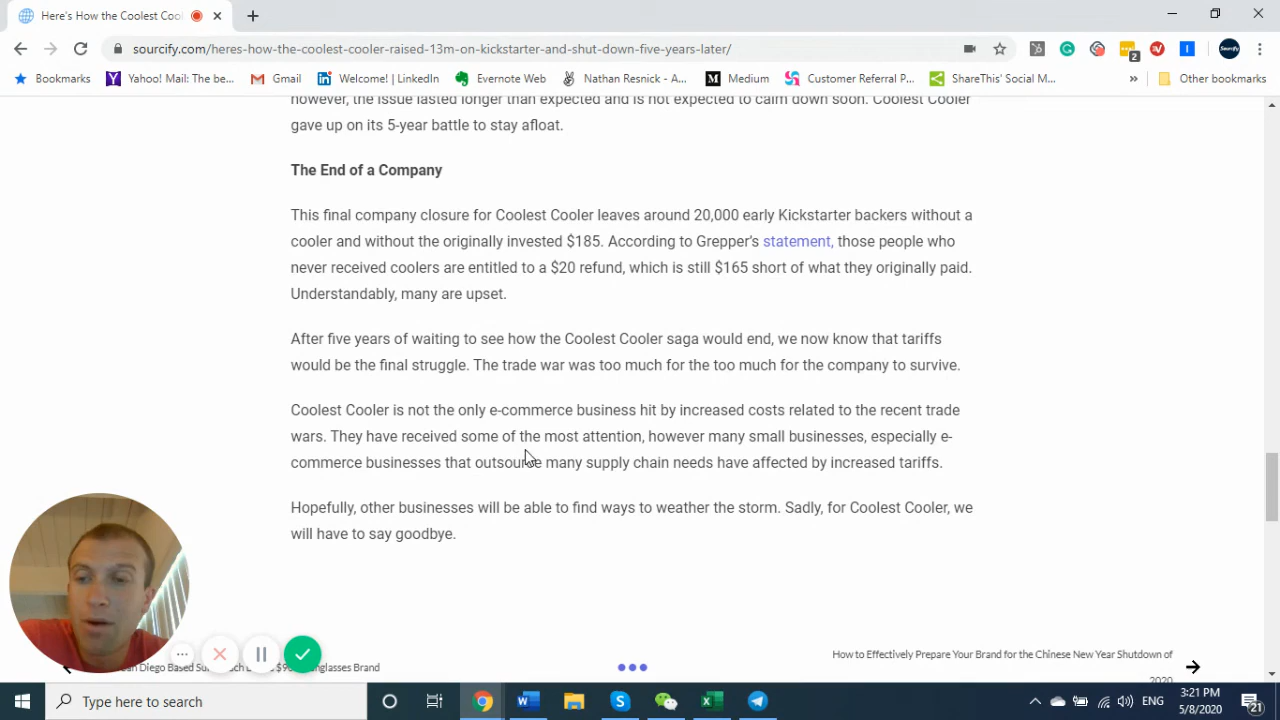 Here's How the Coolest Coo
sourcify.com/heres-how-the-coolest-cooler-raised-13m-on-kickstarter-and-shut-down-five-years-later/
2
Sourcify
Bookmarks
Yahoo! Mail: The be...
Gmail
Welcome! | LinkedIn
Evernote Web
Nathan Resnick - A...
Medium
Customer Referral P...
ShareThis' Social M...
Other bookmarks
however, the issue lasted longer than expected and is not expected to calm down soon. Coolest Cooler
gave up on its 5-year battle to stay afloat.
The End of a Company
This final company closure for Coolest Cooler leaves around 20,000 early Kickstarter backers without a
cooler and without the originally invested $185. According to Grepper's statement, those people who
never received coolers are entitled to a $20 refund, which is still $165 short of what they originally paid.
Understandably, many are upset.
After five years of waiting to see how the Coolest Cooler saga would end, we now know that tariffs
would be the final struggle. The trade war was too much for the too much for the company to survive.
Coolest Cooler is not the only e-commerce business hit by increased costs related to the recent trade
wars. They have received some of the most attention, however many small businesses, especially e-
commerce businesses that outsource many supply chain needs have affected by increased tariffs.
Hopefully, other businesses will be able to find ways to weather the storm. Sadly, for Coolest Cooler, we
will have to say goodbye.
San Diego Based
unglasses Brand
How to Effectively Prepare Your Brand for the Chinese New Year Shutdown of
2020
Type here to search
ENG
3:21 PM
5/8/2020
21